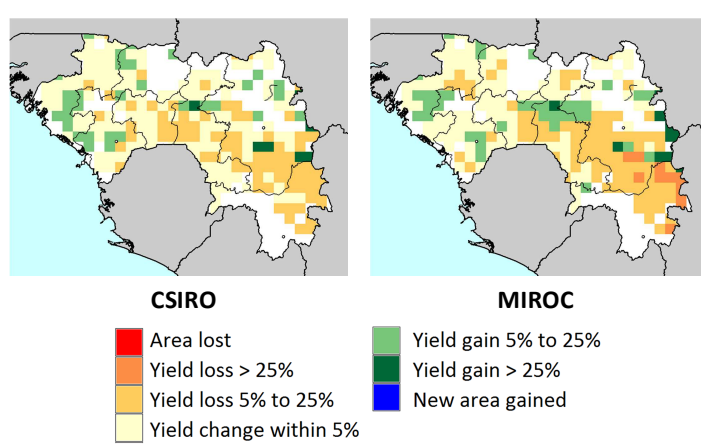 CSIRO
MIROC
Area lost
Yield loss > 25%
Yield loss 5% to 25%
Yield change within 5%
Yield gain 5% to 25%
Yield gain > 25%
New area gained